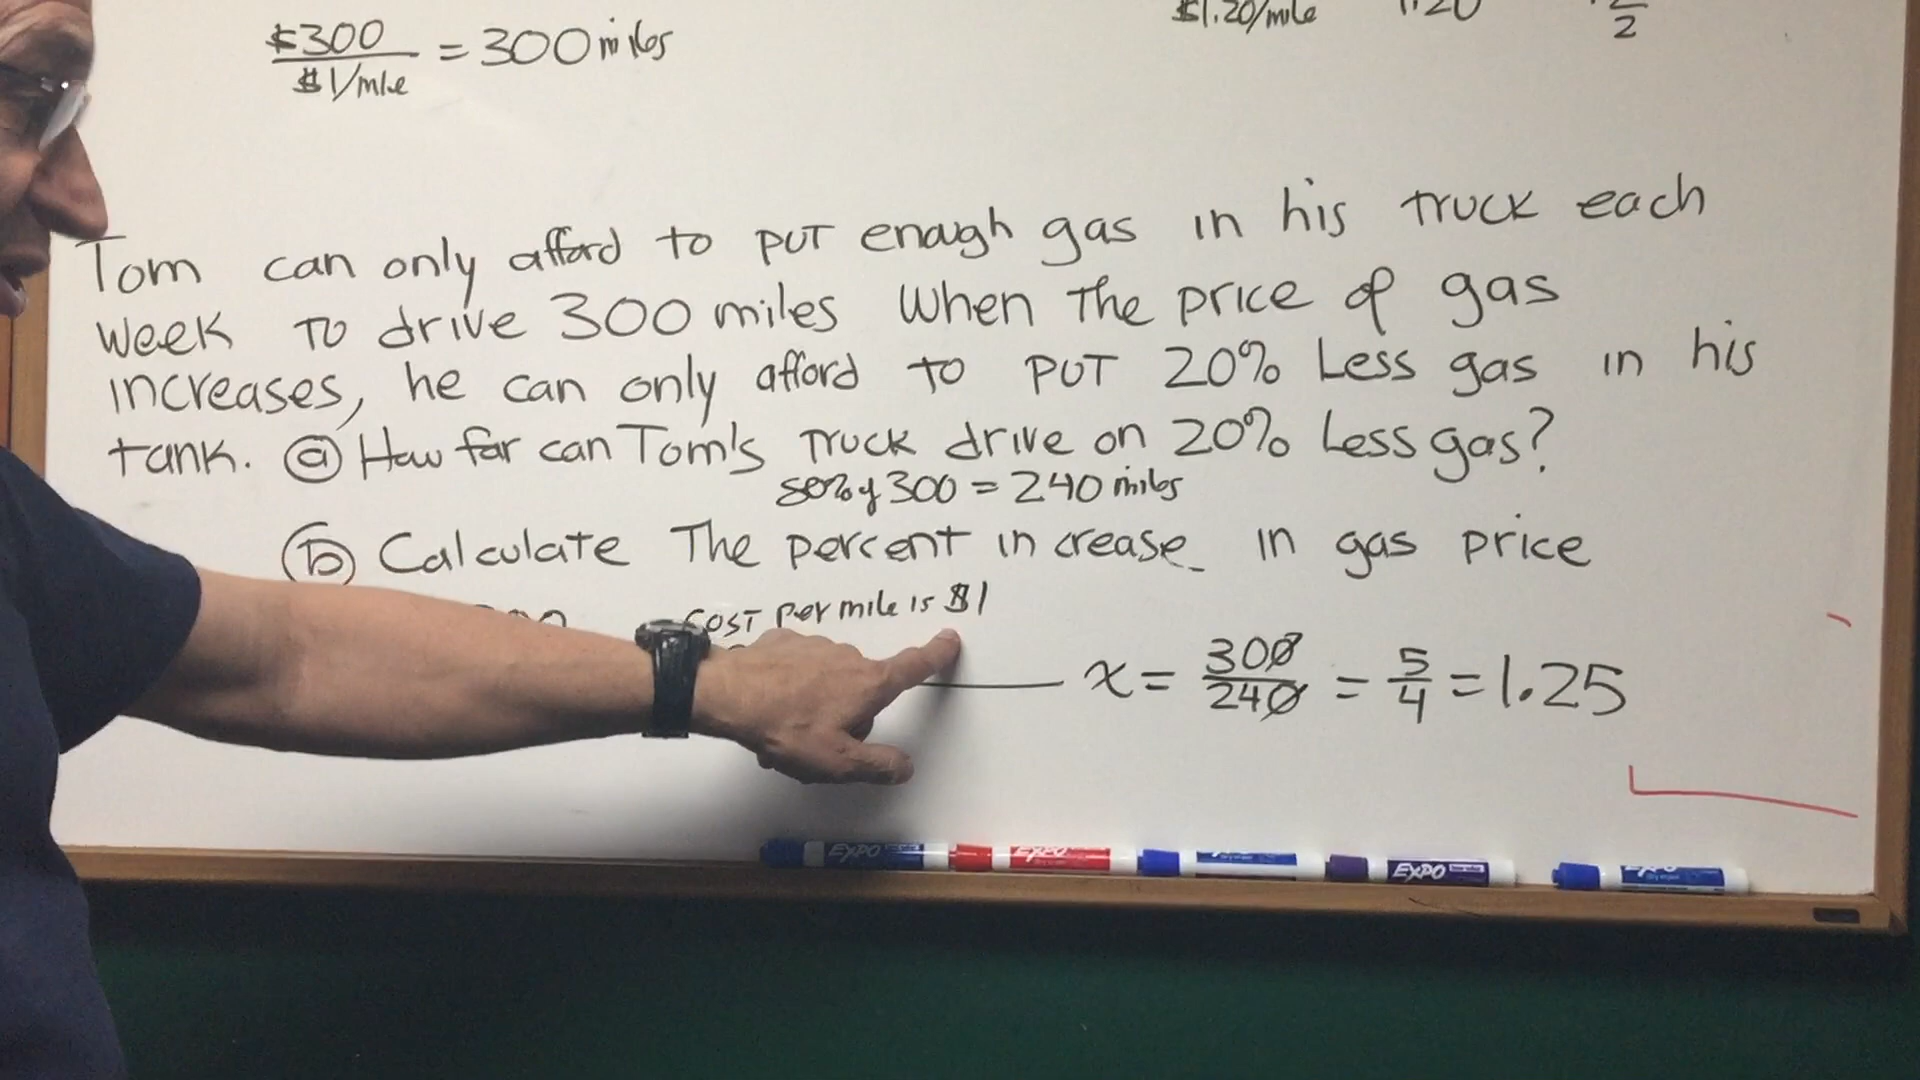 $300
$1/mile = 300 miles
$1.20/mile 1.20
2
Tom can only afford to put enough gas in his truck each
week to drive 300 miles when the price of gas
increases, he can only afford to put 20% less gas in his
tank. (a) How far can Tom's truck drive on 20% less gas?
80% of 300 = 240 miles
(b) Calculate the percent increase in gas price
cost per mile is $1
x = 300/240 = 5/4 = 1.25
EXPO EXPO EXPO